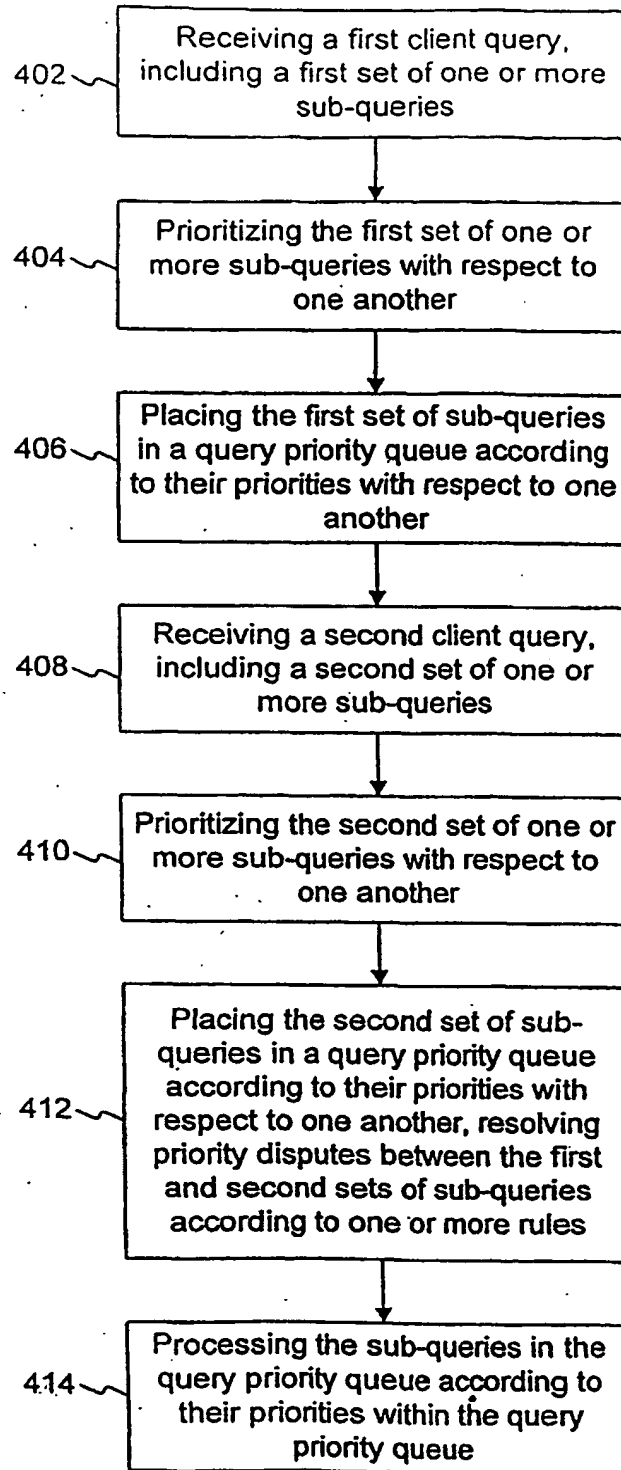 402
Receiving a first client query,
including a first set of one or more
sub-queries
404
Prioritizing the first set of one or
more sub-queries with respect to
one another
406
Placing the first set of sub-queries
in a query priority queue according
to their priorities with respect to one
another
408
Receiving a second client query,
including a second set of one or
more sub-queries
410
Prioritizing the second set of one or
more sub-queries with respect to
one another
412
Placing the second set of sub-
queries in a query priority queue
according to their priorities with
respect to one another, resolving
priority disputes between the first
and second sets of sub-queries
according to one or more rules
414
Processing the sub-queries in the
query priority queue according to
their priorities within the query
priority queue